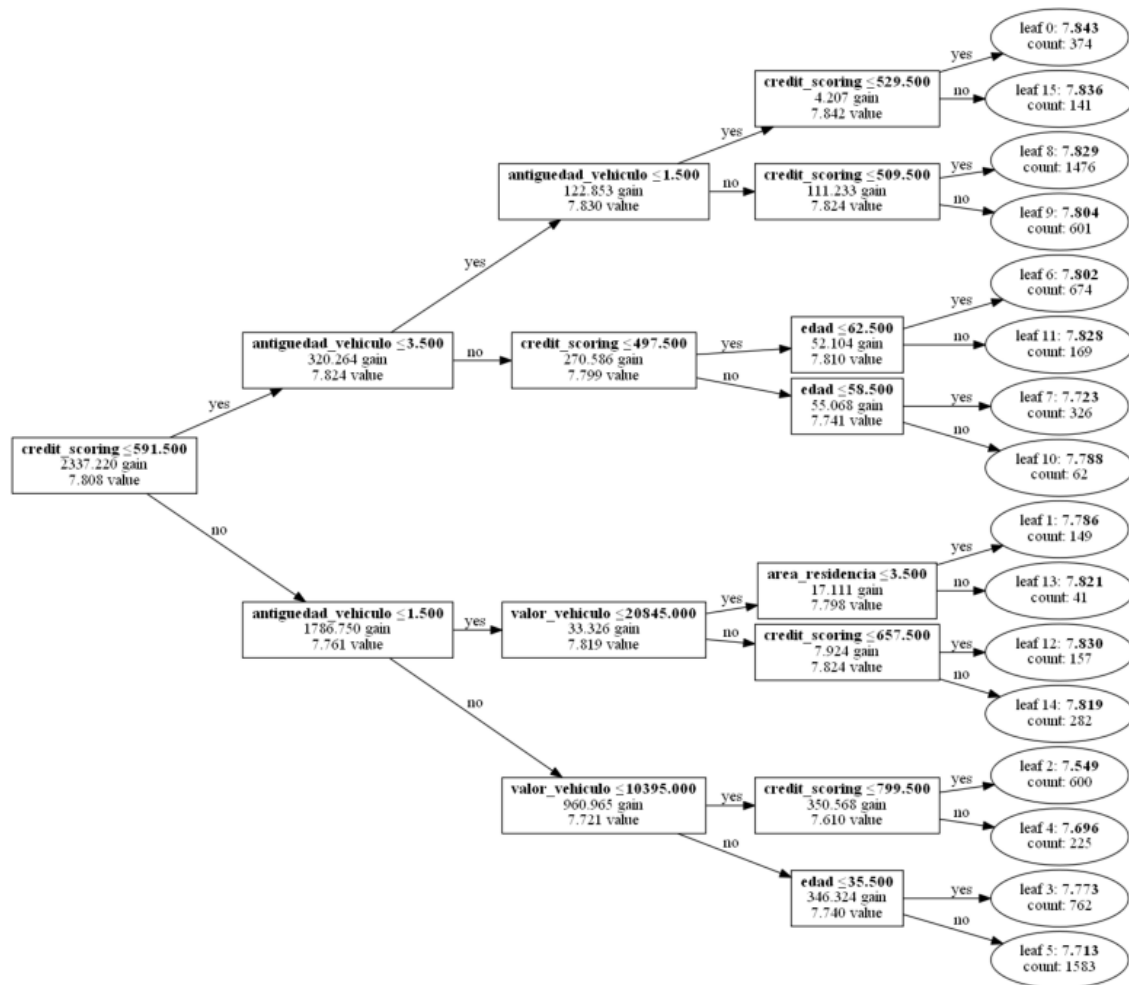 leaf 0: 7.843
count: 374
yes
credit_scoring ≤529.500
4.207 gain
7.842 value
no
leaf 15: 7.836
count: 141
yes
antiguedad_vehiculo ≤1.500
122.853 gain
7.830 value
no
credit_scoring ≤509.500
111.233 gain
7.824 value
yes
leaf 8: 7.829
count: 1476
no
leaf 9: 7.804
count: 601
yes
antiguedad_vehiculo ≤3.500
320.264 gain
7.824 value
no
credit_scoring ≤497.500
270.586 gain
7.799 value
yes
edad ≤62.500
52.104 gain
7.810 value
yes
leaf 6: 7.802
count: 674
no
leaf 11: 7.828
count: 169
no
edad ≤58.500
55.068 gain
7.741 value
yes
leaf 7: 7.723
count: 326
no
leaf 10: 7.788
count: 62
yes
credit_scoring ≤591.500
2337.220 gain
7.808 value
no
antiguedad_vehiculo ≤1.500
1786.750 gain
7.761 value
yes
valor_vehiculo ≤20845.000
33.326 gain
7.819 value
yes
area_residencia ≤3.500
17.111 gain
7.798 value
yes
leaf 1: 7.786
count: 149
no
leaf 13: 7.821
count: 41
no
credit_scoring ≤657.500
7.924 gain
7.824 value
yes
leaf 12: 7.830
count: 157
no
leaf 14: 7.819
count: 282
no
valor_vehiculo ≤10395.000
960.965 gain
7.721 value
yes
credit_scoring ≤799.500
350.568 gain
7.610 value
yes
leaf 2: 7.549
count: 600
no
leaf 4: 7.696
count: 225
no
edad ≤35.500
346.324 gain
7.740 value
yes
leaf 3: 7.773
count: 762
no
leaf 5: 7.713
count: 1583